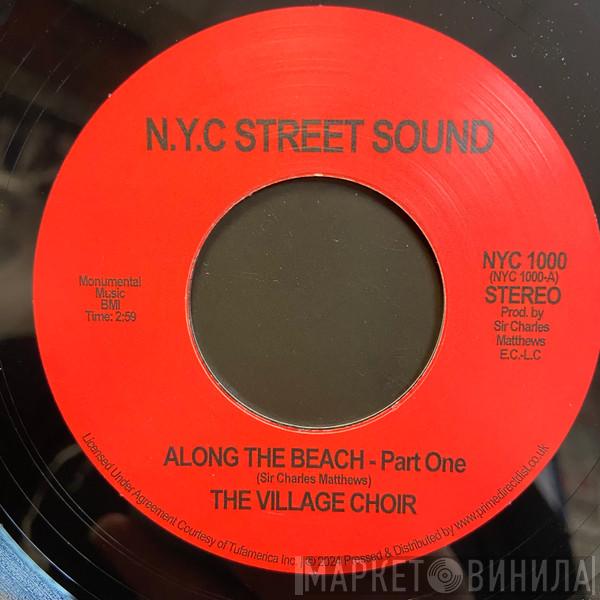 N.Y.C STREET SOUND
Monumental
Music
BMI
Time: 2:59
NYC 1000
(NYC 1000-A)
STEREO
Prod. by
Sir Charles
Matthews
E.C.-L.C
ALONG THE BEACH - Part One
(Sir Charles Matthews)
THE VILLAGE CHOIR
Licensed Under Agreement Courtesy of Tufamerica Inc. ℗ © 2024 Pressed & Distributed by www.primedirectdist.co.uk
МАРКЕТ ВИНИЛА